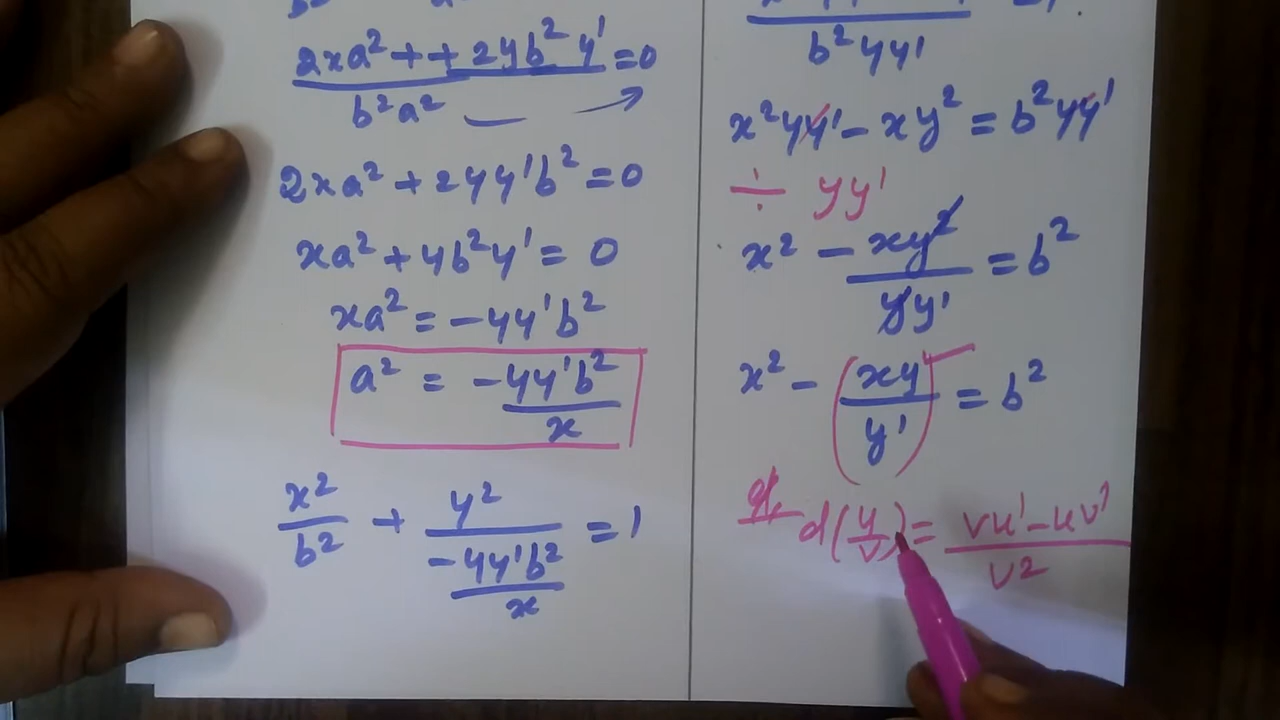 2xa² + + 2yb²y' = 0
b²a²
2xa² + 2yy'b² = 0
xa² + yb²y' = 0
xa² = -yy'b²
a² = -yy'b²
x
x² + y² = 1
b² -yy'b²
x
b²yy'
x²yy' - xy² = b²yy'
÷ yy'
x² - xy² = b²
yy'
x² - (xy) = b²
y'
d(u/v) = vu' - uv'
v²